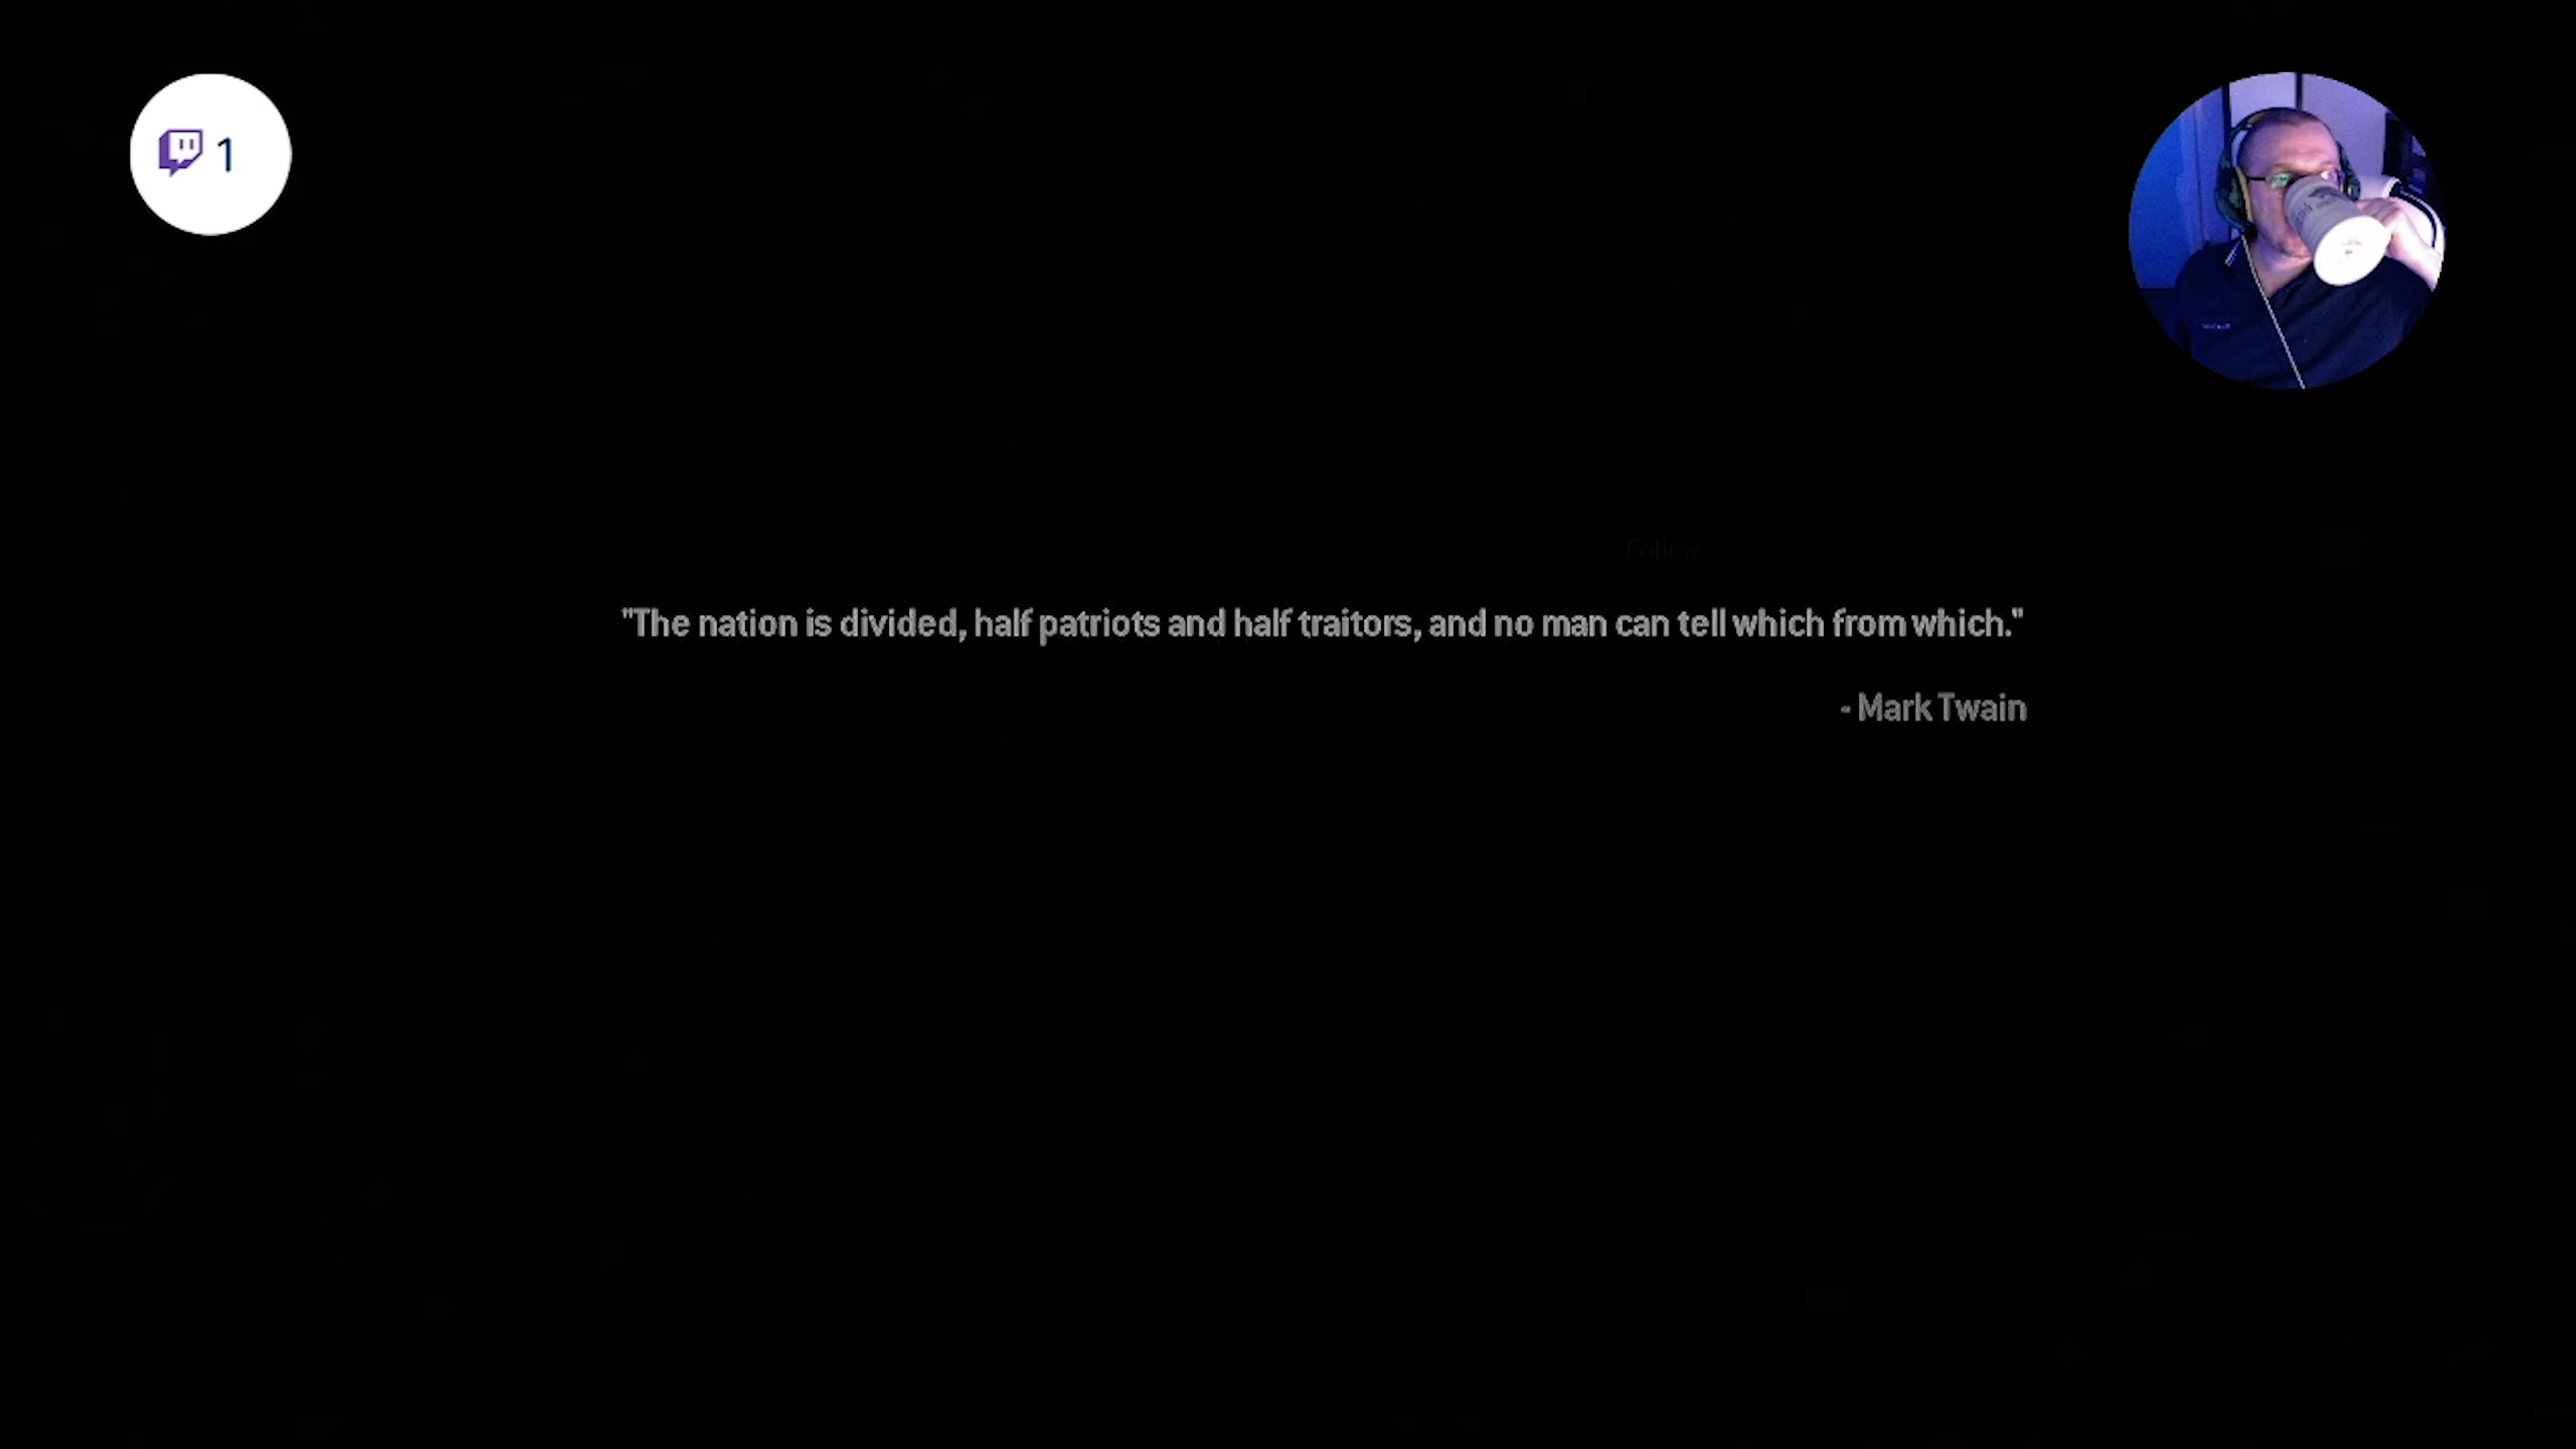 1
Follow
"The nation is divided, half patriots and half traitors, and no man can tell which from which."
- Mark Twain